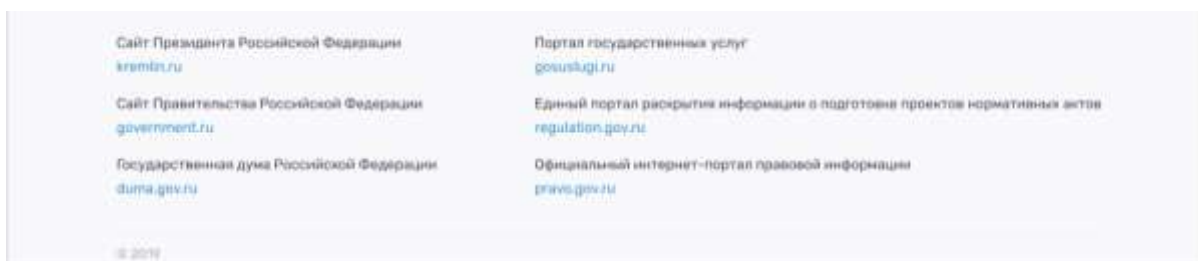 Сайт Президента Российской Федерации
kremlin.ru
Сайт Правительства Российской Федерации
government.ru
Государственная дума Российской Федерации
duma.gov.ru
Портал государственных услуг
gosuslugi.ru
Единый портал раскрытия информации о подготовке проектов нормативных актов
regulation.gov.ru
Официальный интернет-портал правовой информации
pravo.gov.ru
© 2019